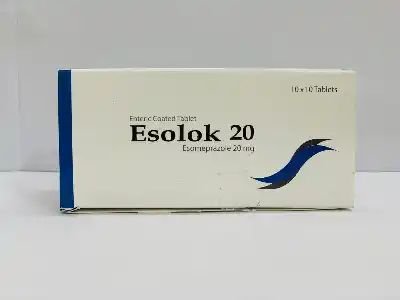 10 x 10 Tablets
Enteric Coated Tablet
Esolok 20
Esomeprazole 20 mg